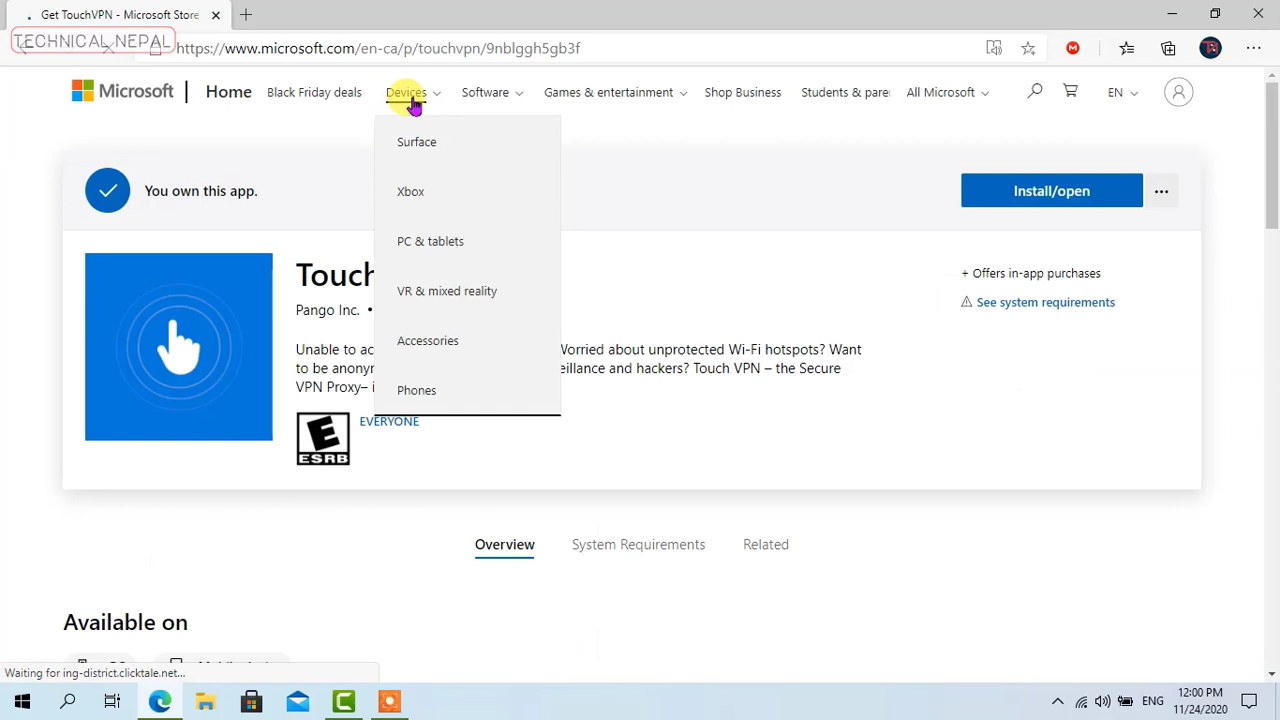 Get TouchVPN - Microsoft Store
TECHNICAL NEPAL
https://www.microsoft.com/en-ca/p/touchvpn/9nblggh5gb3f
Microsoft
Home
Black Friday deals
Devices
Software
Games & entertainment
Shop Business
Students & pare
All Microsoft
EN
Surface
Xbox
PC & tablets
VR & mixed reality
Accessories
Phones
You own this app.
Install/open
Touch
Pango Inc. •
+ Offers in-app purchases
See system requirements
Unable to ac Worried about unprotected Wi-Fi hotspots? Want
to be anonym eillance and hackers? Touch VPN – the Secure
VPN Proxy– i
E
ESRB
EVERYONE
Overview
System Requirements
Related
Available on
Waiting for ing-district.clicktale.net...
ENG
12:00 PM
11/24/2020